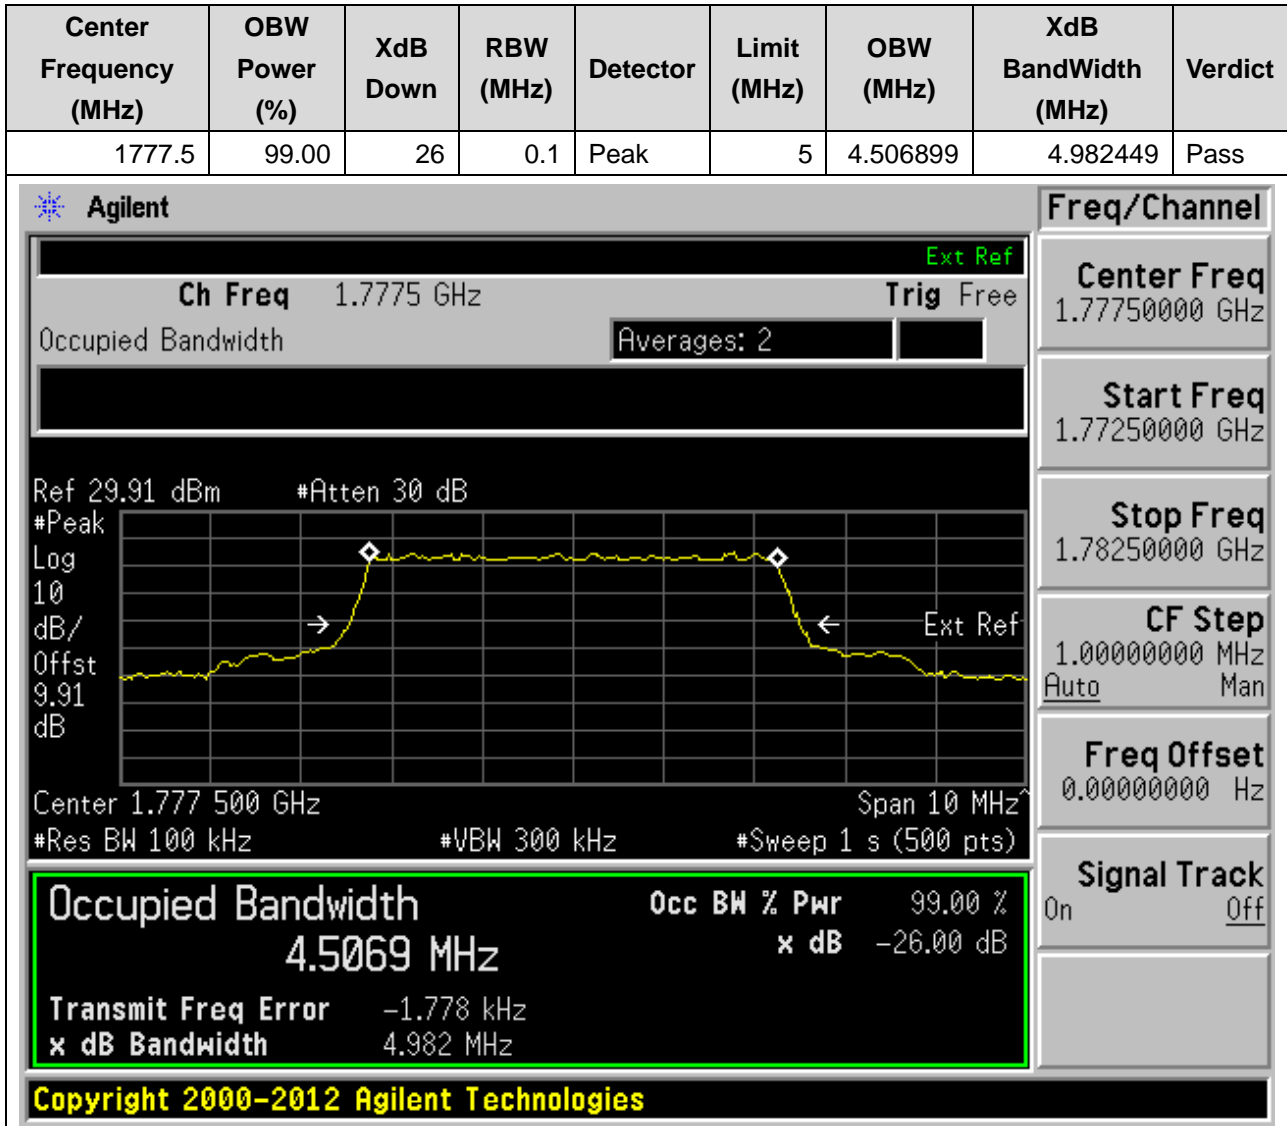 Center Frequency (MHz) OBW Power (%) XdB Down RBW (MHz) Detector Limit (MHz) OBW (MHz) XdB BandWidth (MHz) Verdict
1777.5 99.00 26 0.1 Peak 5 4.506899 4.982449 Pass
Agilent Freq/Channel
Ext Ref
Ch Freq 1.7775 GHz Trig Free
Occupied Bandwidth Averages: 2
Center Freq
1.77750000 GHz
Start Freq
1.77250000 GHz
Stop Freq
1.78250000 GHz
CF Step
1.00000000 MHz
Auto Man
Freq Offset
0.00000000 Hz
Signal Track
On Off
Ref 29.91 dBm #Atten 30 dB
#Peak
Log
10
dB/
Offst
9.91
dB
Ext Ref
Center 1.777 500 GHz Span 10 MHz^
#Res BW 100 kHz #VBW 300 kHz #Sweep 1 s (500 pts)
Occupied Bandwidth Occ BW % Pwr 99.00 %
4.5069 MHz x dB -26.00 dB
Transmit Freq Error -1.778 kHz
x dB Bandwidth 4.982 MHz
Copyright 2000-2012 Agilent Technologies